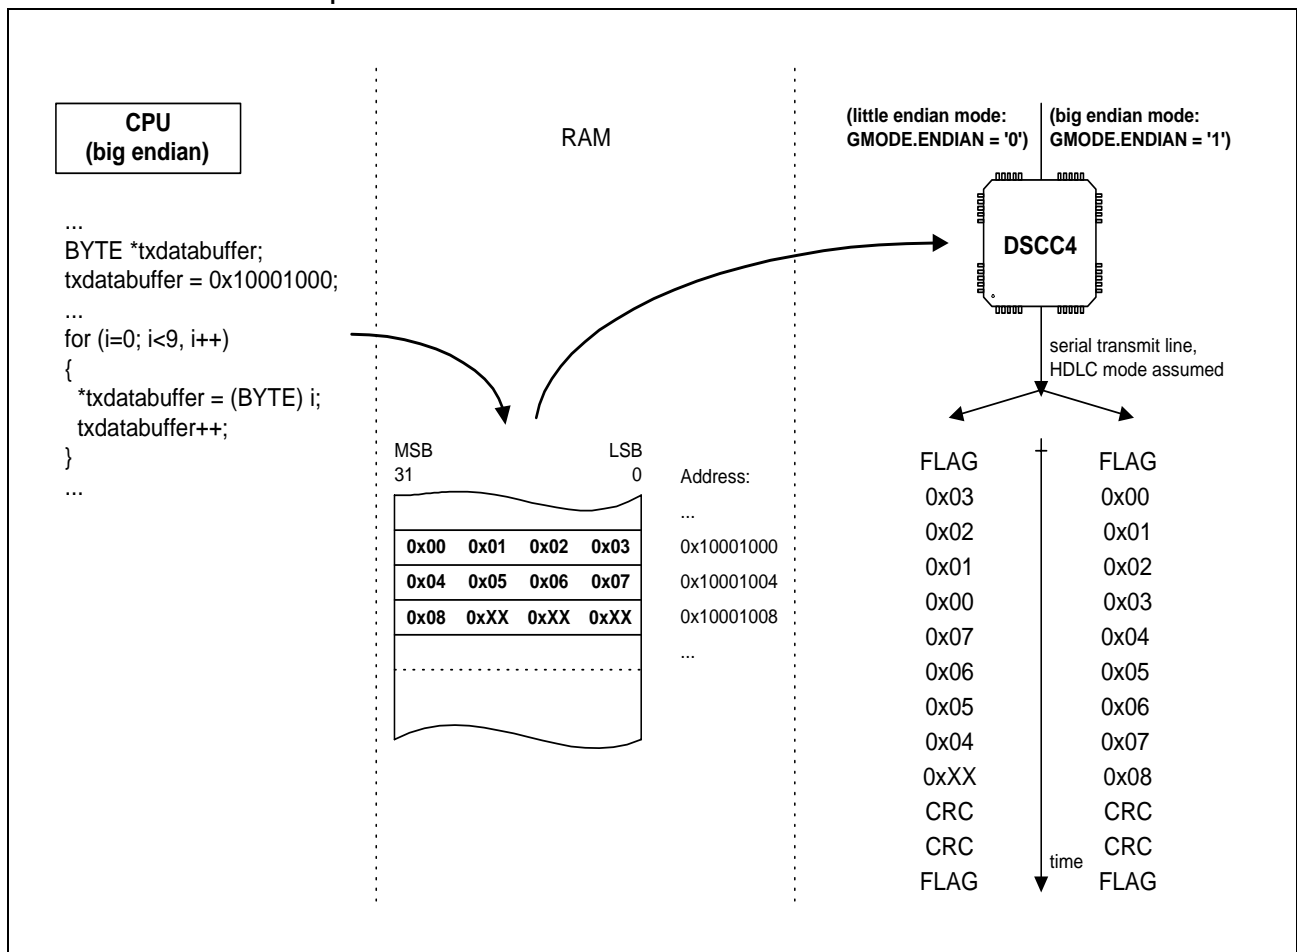 CPU
(big endian)
...
BYTE *txdatabuffer;
txdatabuffer = 0x10001000;
...
for (i=0; i<9, i++)
{
*txdatabuffer = (BYTE) i;
txdatabuffer++;
}
...
RAM
MSB LSB
31 0
Address:
...
0x00 0x01 0x02 0x03 0x10001000
0x04 0x05 0x06 0x07 0x10001004
0x08 0xXX 0xXX 0xXX 0x10001008
...
(little endian mode:
GMODE.ENDIAN = '0')
(big endian mode:
GMODE.ENDIAN = '1')
DSCC4
serial transmit line,
HDLC mode assumed
FLAG FLAG
0x03 0x00
0x02 0x01
0x01 0x02
0x00 0x03
0x07 0x04
0x06 0x05
0x05 0x06
0x04 0x07
0xXX 0x08
CRC CRC
CRC CRC
time
FLAG FLAG